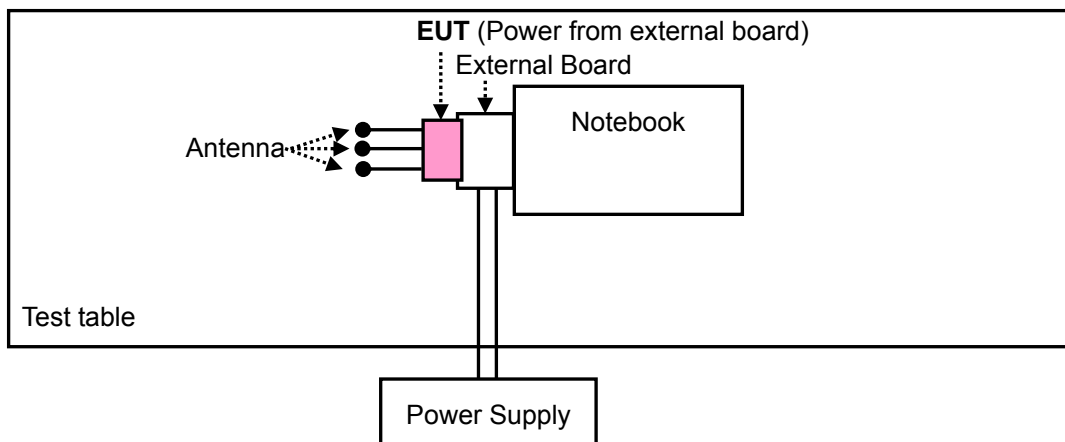 EUT (Power from external board)
External Board
Notebook
Antenna
Test table
Power Supply